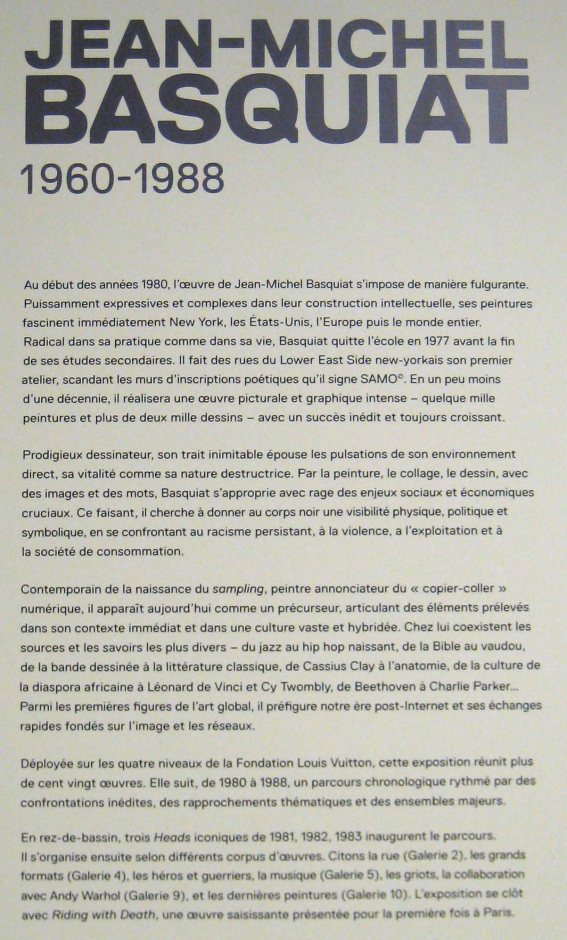 JEAN-MICHEL
BASQUIAT
1960-1988
Au début des années 1980, l'œuvre de Jean-Michel Basquiat s'impose de manière fulgurante.
Puissamment expressives et complexes dans leur construction intellectuelle, ses peintures
fascinent immédiatement New York, les États-Unis, l'Europe puis le monde entier.
Radical dans sa pratique comme dans sa vie, Basquiat quitte l'école en 1977 avant la fin
de ses études secondaires. Il fait des rues du Lower East Side new-yorkais son premier
atelier, scandant les murs d'inscriptions poétiques qu'il signe SAMO©. En un peu moins
d'une décennie, il réalisera une œuvre picturale et graphique intense – quelque mille
peintures et plus de deux mille dessins – avec un succès inédit et toujours croissant.
Prodigieux dessinateur, son trait inimitable épouse les pulsations de son environnement
direct, sa vitalité comme sa nature destructrice. Par la peinture, le collage, le dessin, avec
des images et des mots, Basquiat s'approprie avec rage des enjeux sociaux et économiques
cruciaux. Ce faisant, il cherche à donner au corps noir une visibilité physique, politique et
symbolique, en se confrontant au racisme persistant, à la violence, a l'exploitation et à
la société de consommation.
Contemporain de la naissance du sampling, peintre annonciateur du « copier-coller »
numérique, il apparaît aujourd'hui comme un précurseur, articulant des éléments prélevés
dans son contexte immédiat et dans une culture vaste et hybridée. Chez lui coexistent les
sources et les savoirs les plus divers – du jazz au hip hop naissant, de la Bible au vaudou,
de la bande dessinée à la littérature classique, de Cassius Clay à l'anatomie, de la culture de
la diaspora africaine à Léonard de Vinci et Cy Twombly, de Beethoven à Charlie Parker...
Parmi les premières figures de l'art global, il préfigure notre ère post-Internet et ses échanges
rapides fondés sur l'image et les réseaux.
Déployée sur les quatre niveaux de la Fondation Louis Vuitton, cette exposition réunit plus
de cent vingt œuvres. Elle suit, de 1980 à 1988, un parcours chronologique rythmé par des
confrontations inédites, des rapprochements thématiques et des ensembles majeurs.
En rez-de-bassin, trois Heads iconiques de 1981, 1982, 1983 inaugurent le parcours.
Il s'organise ensuite selon différents corpus d'œuvres. Citons la rue (Galerie 2), les grands
formats (Galerie 4), les héros et guerriers, la musique (Galerie 5), les griots, la collaboration
avec Andy Warhol (Galerie 9), et les dernières peintures (Galerie 10). L'exposition se clôt
avec Riding with Death, une œuvre saisissante présentée pour la première fois à Paris.